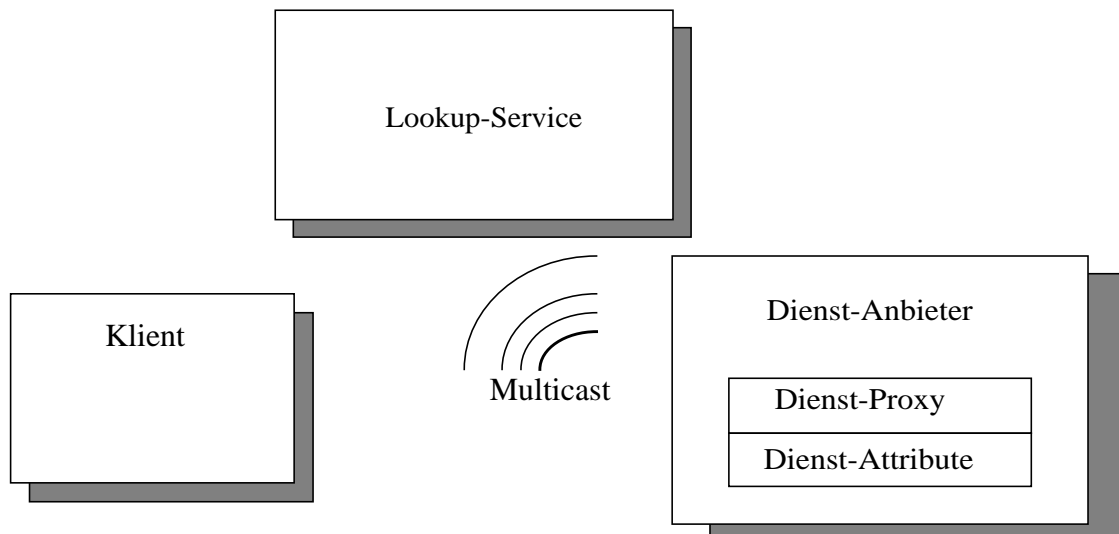 Lookup-Service
Klient
Dienst-Anbieter
Multicast
Dienst-Proxy
Dienst-Attribute